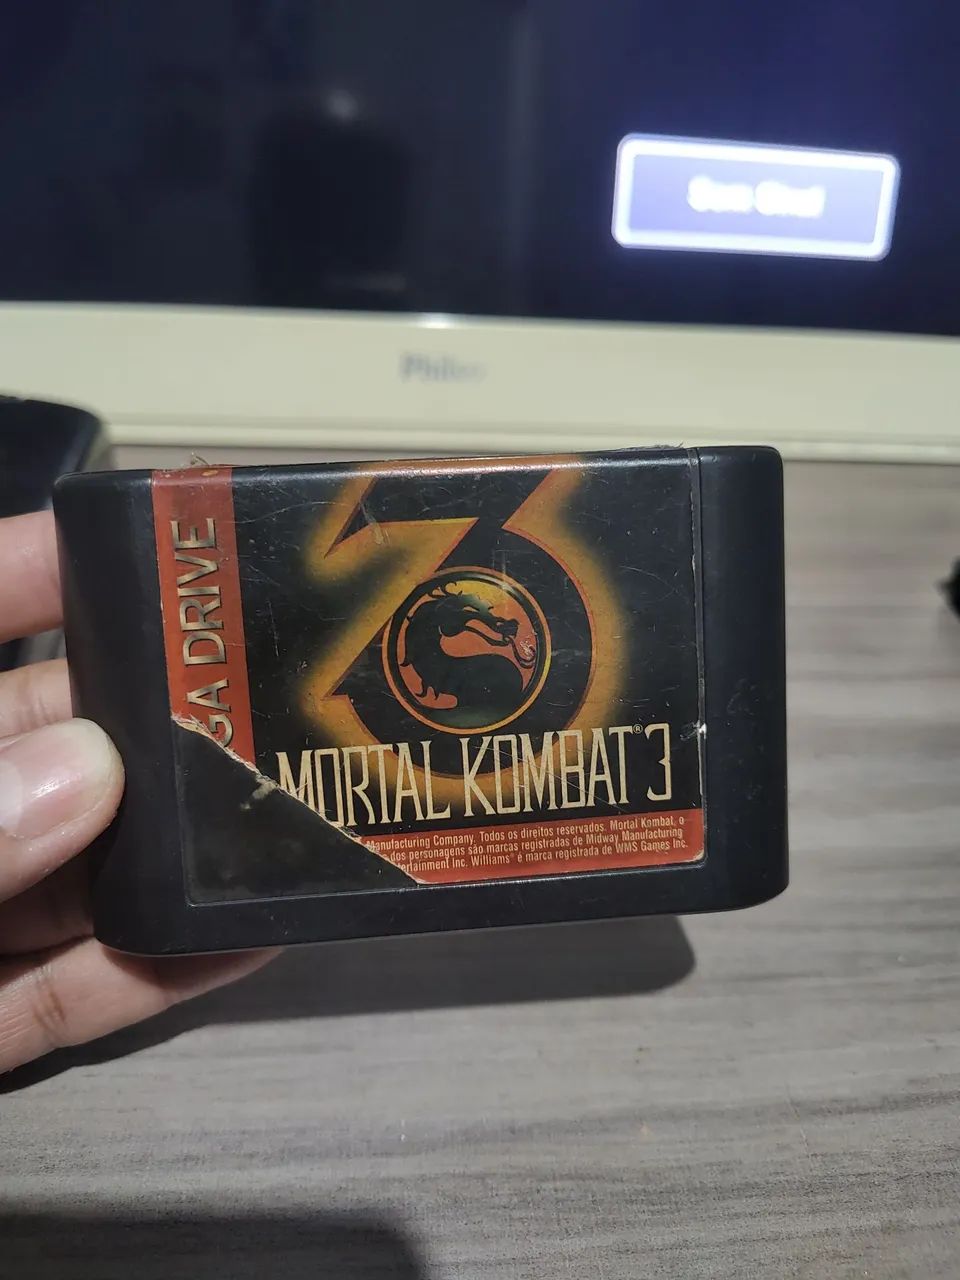 GA DRIVE
MORTAL KOMBAT® 3
Manufacturing Company. Todos os direitos reservados. Mortal Kombat, o
dos personagens são marcas registradas de Midway Manufacturing
tertainment Inc. Williams® é marca registrada de WMS Games Inc.